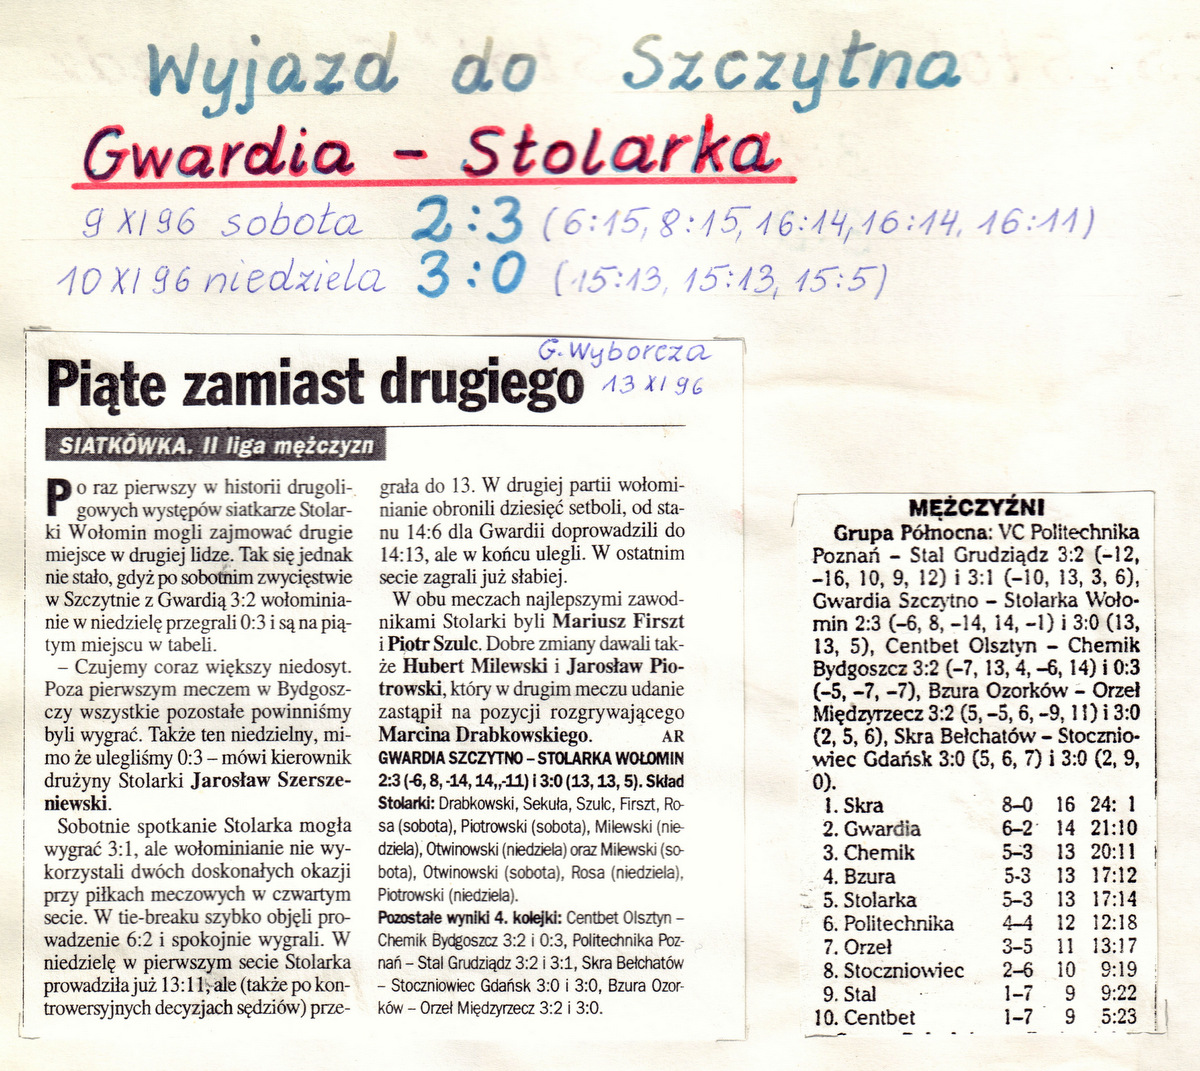 Wyjazd do Szczytna
Gwardia – Stolarka
9 XI 96 sobota 2:3 (6:15, 8:15, 16:14, 16:14, 16:11)
10 XI 96 niedziela 3:0 (15:13, 15:13, 15:5)
G. Wyborcza
13 XI 96
Piąte zamiast drugiego
SIATKÓWKA. II liga mężczyzn
Po raz pierwszy w historii drugoli-
gowych występów siatkarze Stolar-
ki Wołomin mogli zajmować drugie
miejsce w drugiej lidze. Tak się jednak
nie stało, gdyż po sobotnim zwycięstwie
w Szczytnie z Gwardią 3:2 wołominia-
nie w niedzielę przegrali 0:3 i są na pią-
tym miejscu w tabeli.
– Czujemy coraz większy niedosyt.
Poza pierwszym meczem w Bydgosz-
czy wszystkie pozostałe powinniśmy
byli wygrać. Także ten niedzielny, mi-
mo że ulegliśmy 0:3 – mówi kierownik
drużyny Stolarki Jarosław Szersze-
niewski.
Sobotnie spotkanie Stolarka mogła
wygrać 3:1, ale wołominianie nie wy-
korzystali dwóch doskonałych okazji
przy piłkach meczowych w czwartym
secie. W tie-breaku szybko objęli pro-
wadzenie 6:2 i spokojnie wygrali. W
niedzielę w pierwszym secie Stolarka
prowadziła już 13:11, ale (także po kon-
trowersyjnych decyzjach sędziów) prze-
grała do 13. W drugiej partii wołomi-
nianie obronili dziesięć setboli, od sta-
nu 14:6 dla Gwardii doprowadzili do
14:13, ale w końcu ulegli. W ostatnim
secie zagrali już słabiej.
W obu meczach najlepszymi zawod-
nikami Stolarki byli Mariusz Firszt
i Piotr Szulc. Dobre zmiany dawali tak-
że Hubert Milewski i Jarosław Pio-
trowski, który w drugim meczu udanie
zastąpił na pozycji rozgrywającego
Marcina Drabkowskiego. AR
GWARDIA SZCZYTNO – STOLARKA WOŁOMIN
2:3 (-6, 8, -14, 14,,-11) i 3:0 (13, 13, 5). Skład
Stolarki: Drabkowski, Sekuła, Szulc, Firszt, Ro-
sa (sobota), Piotrowski (sobota), Milewski (nie-
dziela), Otwinowski (niedziela) oraz Milewski (so-
bota), Otwinowski (sobota), Rosa (niedziela),
Piotrowski (niedziela).
Pozostałe wyniki 4. kolejki: Centbet Olsztyn –
Chemik Bydgoszcz 3:2 i 0:3, Politechnika Poz-
nań – Stal Grudziądz 3:2 i 3:1, Skra Bełchatów
– Stoczniowiec Gdańsk 3:0 i 3:0, Bzura Ozor-
ków – Orzeł Międzyrzecz 3:2 i 3:0.
MĘŻCZYŹNI
Grupa Północna: VC Politechnika
Poznań – Stal Grudziądz 3:2 (–12,
–16, 10, 9, 12) i 3:1 (–10, 13, 3, 6),
Gwardia Szczytno – Stolarka Woło-
min 2:3 (–6, 8, –14, 14, –1) i 3:0 (13,
13, 5), Centbet Olsztyn – Chemik
Bydgoszcz 3:2 (–7, 13, 4, –6, 14) i 0:3
(–5, –7, –7), Bzura Ozorków – Orzeł
Międzyrzecz 3:2 (5, –5, 6, –9, 11) i 3:0
(2, 5, 6), Skra Bełchatów – Stocznio-
wiec Gdańsk 3:0 (5, 6, 7) i 3:0 (2, 9,
0).
1. Skra 8–0 16 24: 1
2. Gwardia 6–2 14 21:10
3. Chemik 5–3 13 20:11
4. Bzura 5-3 13 17:12
5. Stolarka 5–3 13 17:14
6. Politechnika 4–4 12 12:18
7. Orzeł 3–5 11 13:17
8. Stoczniowiec 2–6 10 9:19
9. Stal 1–7 9 9:22
10. Centbet 1–7 9 5:23